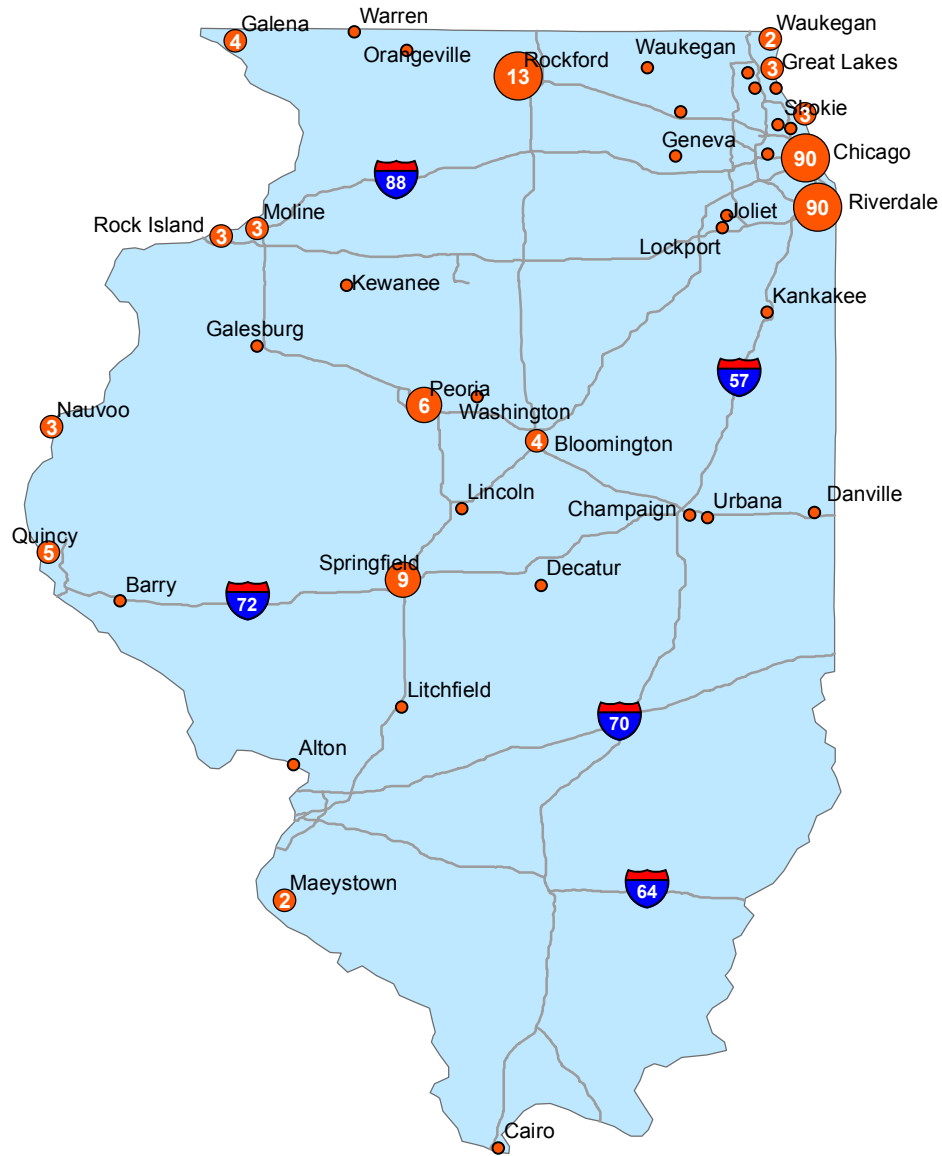 Warren
Galena
4
Orangeville
13
Rockford
Waukegan
Waukegan
2
3
Great Lakes
Skokie
3
Geneva
90
Chicago
88
90
Riverdale
Rock Island
3
Moline
3
Joliet
Lockport
Kewanee
Kankakee
Galesburg
57
Peoria
6
Washington
Nauvoo
3
4
Bloomington
Lincoln
Champaign
Urbana
Danville
Quincy
5
Springfield
9
Decatur
Barry
72
Litchfield
70
Alton
Maeystown
2
64
Cairo